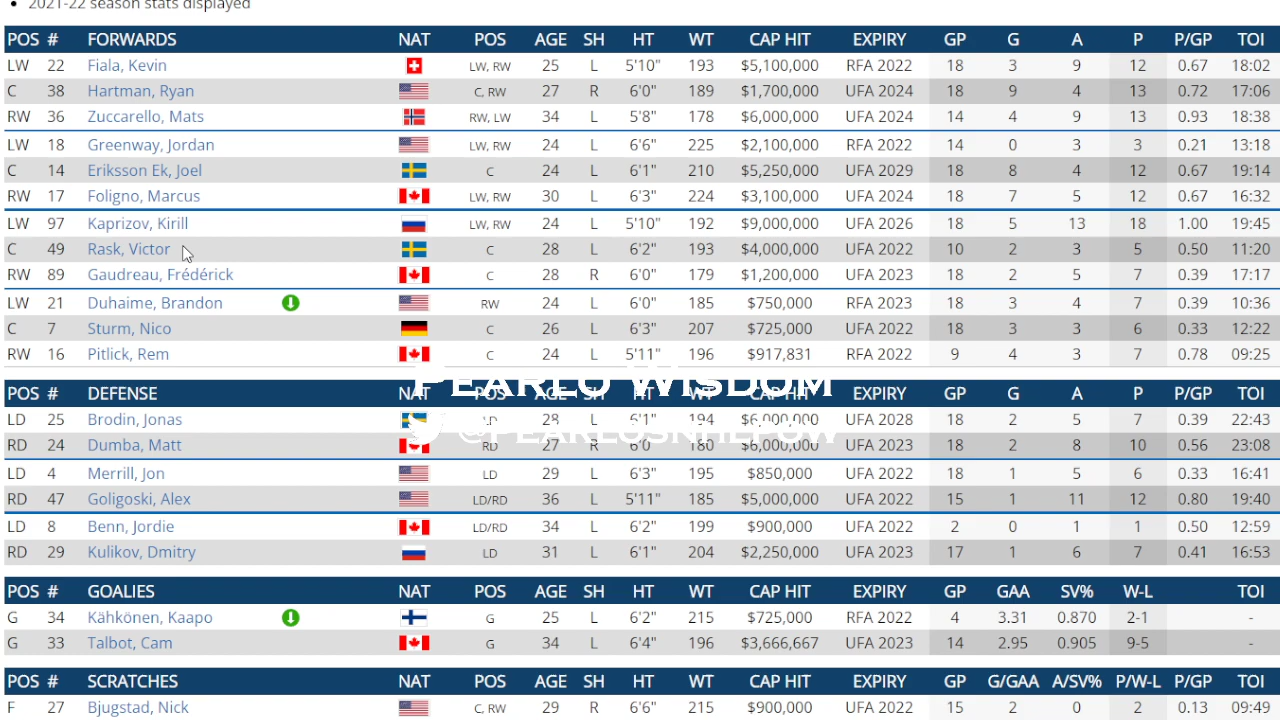 • 2021-22 season stats displayed
POS # FORWARDS NAT POS AGE SH HT WT CAP HIT EXPIRY GP G A P P/GP TOI
LW 22 Fiala, Kevin LW, RW 25 L 5'10" 193 $5,100,000 RFA 2022 18 3 9 12 0.67 18:02
C 38 Hartman, Ryan C, RW 27 R 6'0" 189 $1,700,000 UFA 2024 18 9 4 13 0.72 17:06
RW 36 Zuccarello, Mats RW, LW 34 L 5'8" 178 $6,000,000 UFA 2024 14 4 9 13 0.93 18:38
LW 18 Greenway, Jordan LW, RW 24 L 6'6" 225 $2,100,000 RFA 2022 14 0 3 3 0.21 13:18
C 14 Eriksson Ek, Joel C 24 L 6'1" 210 $5,250,000 UFA 2029 18 8 4 12 0.67 19:14
RW 17 Foligno, Marcus LW, RW 30 L 6'3" 224 $3,100,000 UFA 2024 18 7 5 12 0.67 16:32
LW 97 Kaprizov, Kirill LW, RW 24 L 5'10" 192 $9,000,000 UFA 2026 18 5 13 18 1.00 19:45
C 49 Rask, Victor C 28 L 6'2" 193 $4,000,000 UFA 2022 10 2 3 5 0.50 11:20
RW 89 Gaudreau, Frédérick C 28 R 6'0" 179 $1,200,000 UFA 2023 18 2 5 7 0.39 17:17
LW 21 Duhaime, Brandon RW 24 L 6'0" 185 $750,000 RFA 2023 18 3 4 7 0.39 10:33
C 7 Sturm, Nico C 26 L 6'3" 207 $725,000 UFA 2022 18 3 3 6 0.33 12:22
RW 16 Pitlick, Rem C 24 L 5'11" 196 $917,831 RFA 2022 9 4 3 7 0.78 09:25
PEARLO WISDOM
POS # DEFENSE NAT POS AGE SH HT WT CAP HIT EXPIRY GP G A P P/GP TOI
LD 25 Brodin, Jonas LD 28 L 6'1" 194 $6,000,000 UFA 2028 18 2 5 7 0.39 22:43
RD 24 Dumba, Matt RD 27 R 6'0" 180 $6,000,000 UFA 2023 18 2 8 10 0.56 23:08
LD 4 Merrill, Jon LD 29 L 6'3" 195 $850,000 UFA 2022 18 1 5 6 0.33 16:41
RD 47 Goligoski, Alex LD/RD 36 L 5'11" 185 $5,000,000 UFA 2022 15 1 11 12 0.80 19:40
LD 8 Benn, Jordie LD/RD 34 L 6'2" 199 $900,000 UFA 2022 2 0 1 1 0.50 12:59
RD 29 Kulikov, Dmitry LD 31 L 6'1" 204 $2,250,000 UFA 2023 17 1 6 7 0.41 16:53
POS # GOALIES NAT POS AGE SH HT WT CAP HIT EXPIRY GP GAA SV% W-L TOI
G 34 Kähkönen, Kaapo G 25 L 6'2" 215 $725,000 RFA 2022 4 3.31 0.870 2-1 -
G 33 Talbot, Cam G 34 L 6'4" 196 $3,666,667 UFA 2023 14 2.95 0.905 9-5 -
POS # SCRATCHES NAT POS AGE SH HT WT CAP HIT EXPIRY GP G/GAA A/SV% P/W-L P/GP TOI
F 27 Bjugstad, Nick C, RW 29 R 6'6" 215 $900,000 UFA 2022 15 2 0 2 0.13 09:49